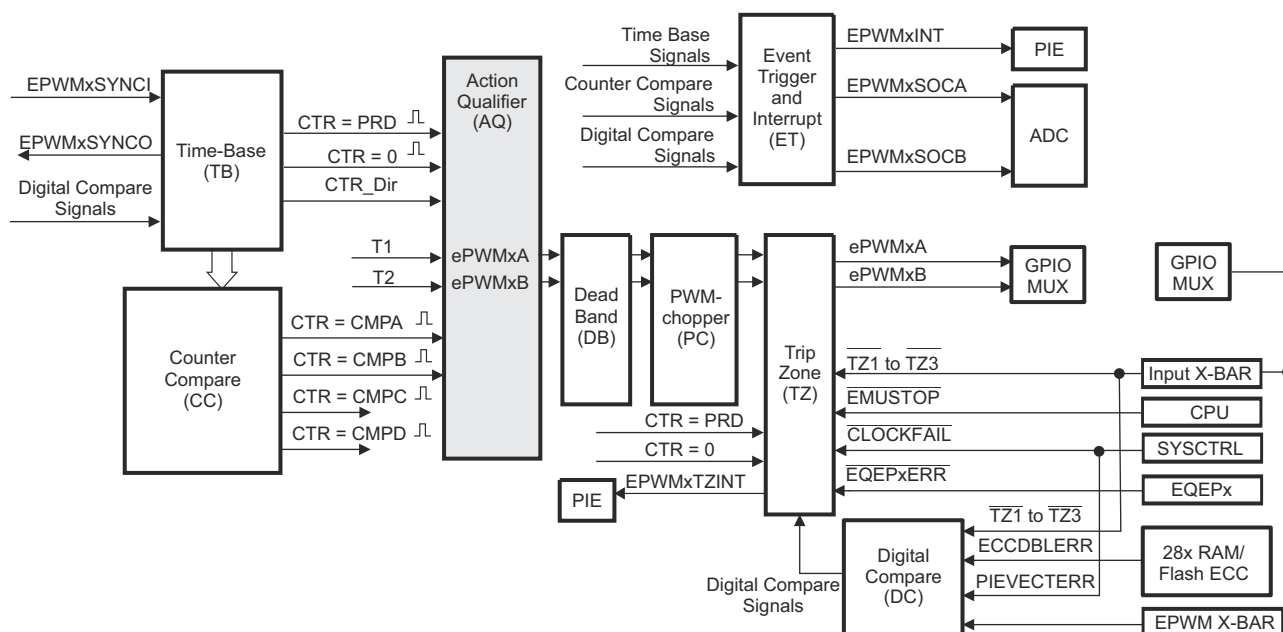 EPWMxSYNCI
EPWMxSYNCO
Digital Compare
Signals
Time-Base
(TB)
CTR = PRD
CTR = 0
CTR_Dir
T1
T2
Counter
Compare
(CC)
CTR = CMPA
CTR = CMPB
CTR = CMPC
CTR = CMPD
Action
Qualifier
(AQ)
ePWMxA
ePWMxB
Dead
Band
(DB)
PWM-
chopper
(PC)
Time Base
Signals
Counter Compare
Signals
Digital Compare
Signals
Event
Trigger
and
Interrupt
(ET)
EPWMxINT
EPWMxSOCA
EPWMxSOCB
PIE
ADC
Trip
Zone
(TZ)
ePWMxA
ePWMxB
GPIO
MUX
GPIO
MUX
TZ1 to TZ3
EMUSTOP
CLOCKFAIL
EQEPxERR
Input X-BAR
CPU
SYSCTRL
EQEPx
CTR = PRD
CTR = 0
EPWMxTZINT
PIE
Digital Compare
Signals
Digital
Compare
(DC)
TZ1 to TZ3
ECCDBLERR
PIEVECTERR
28x RAM/
Flash ECC
EPWM X-BAR